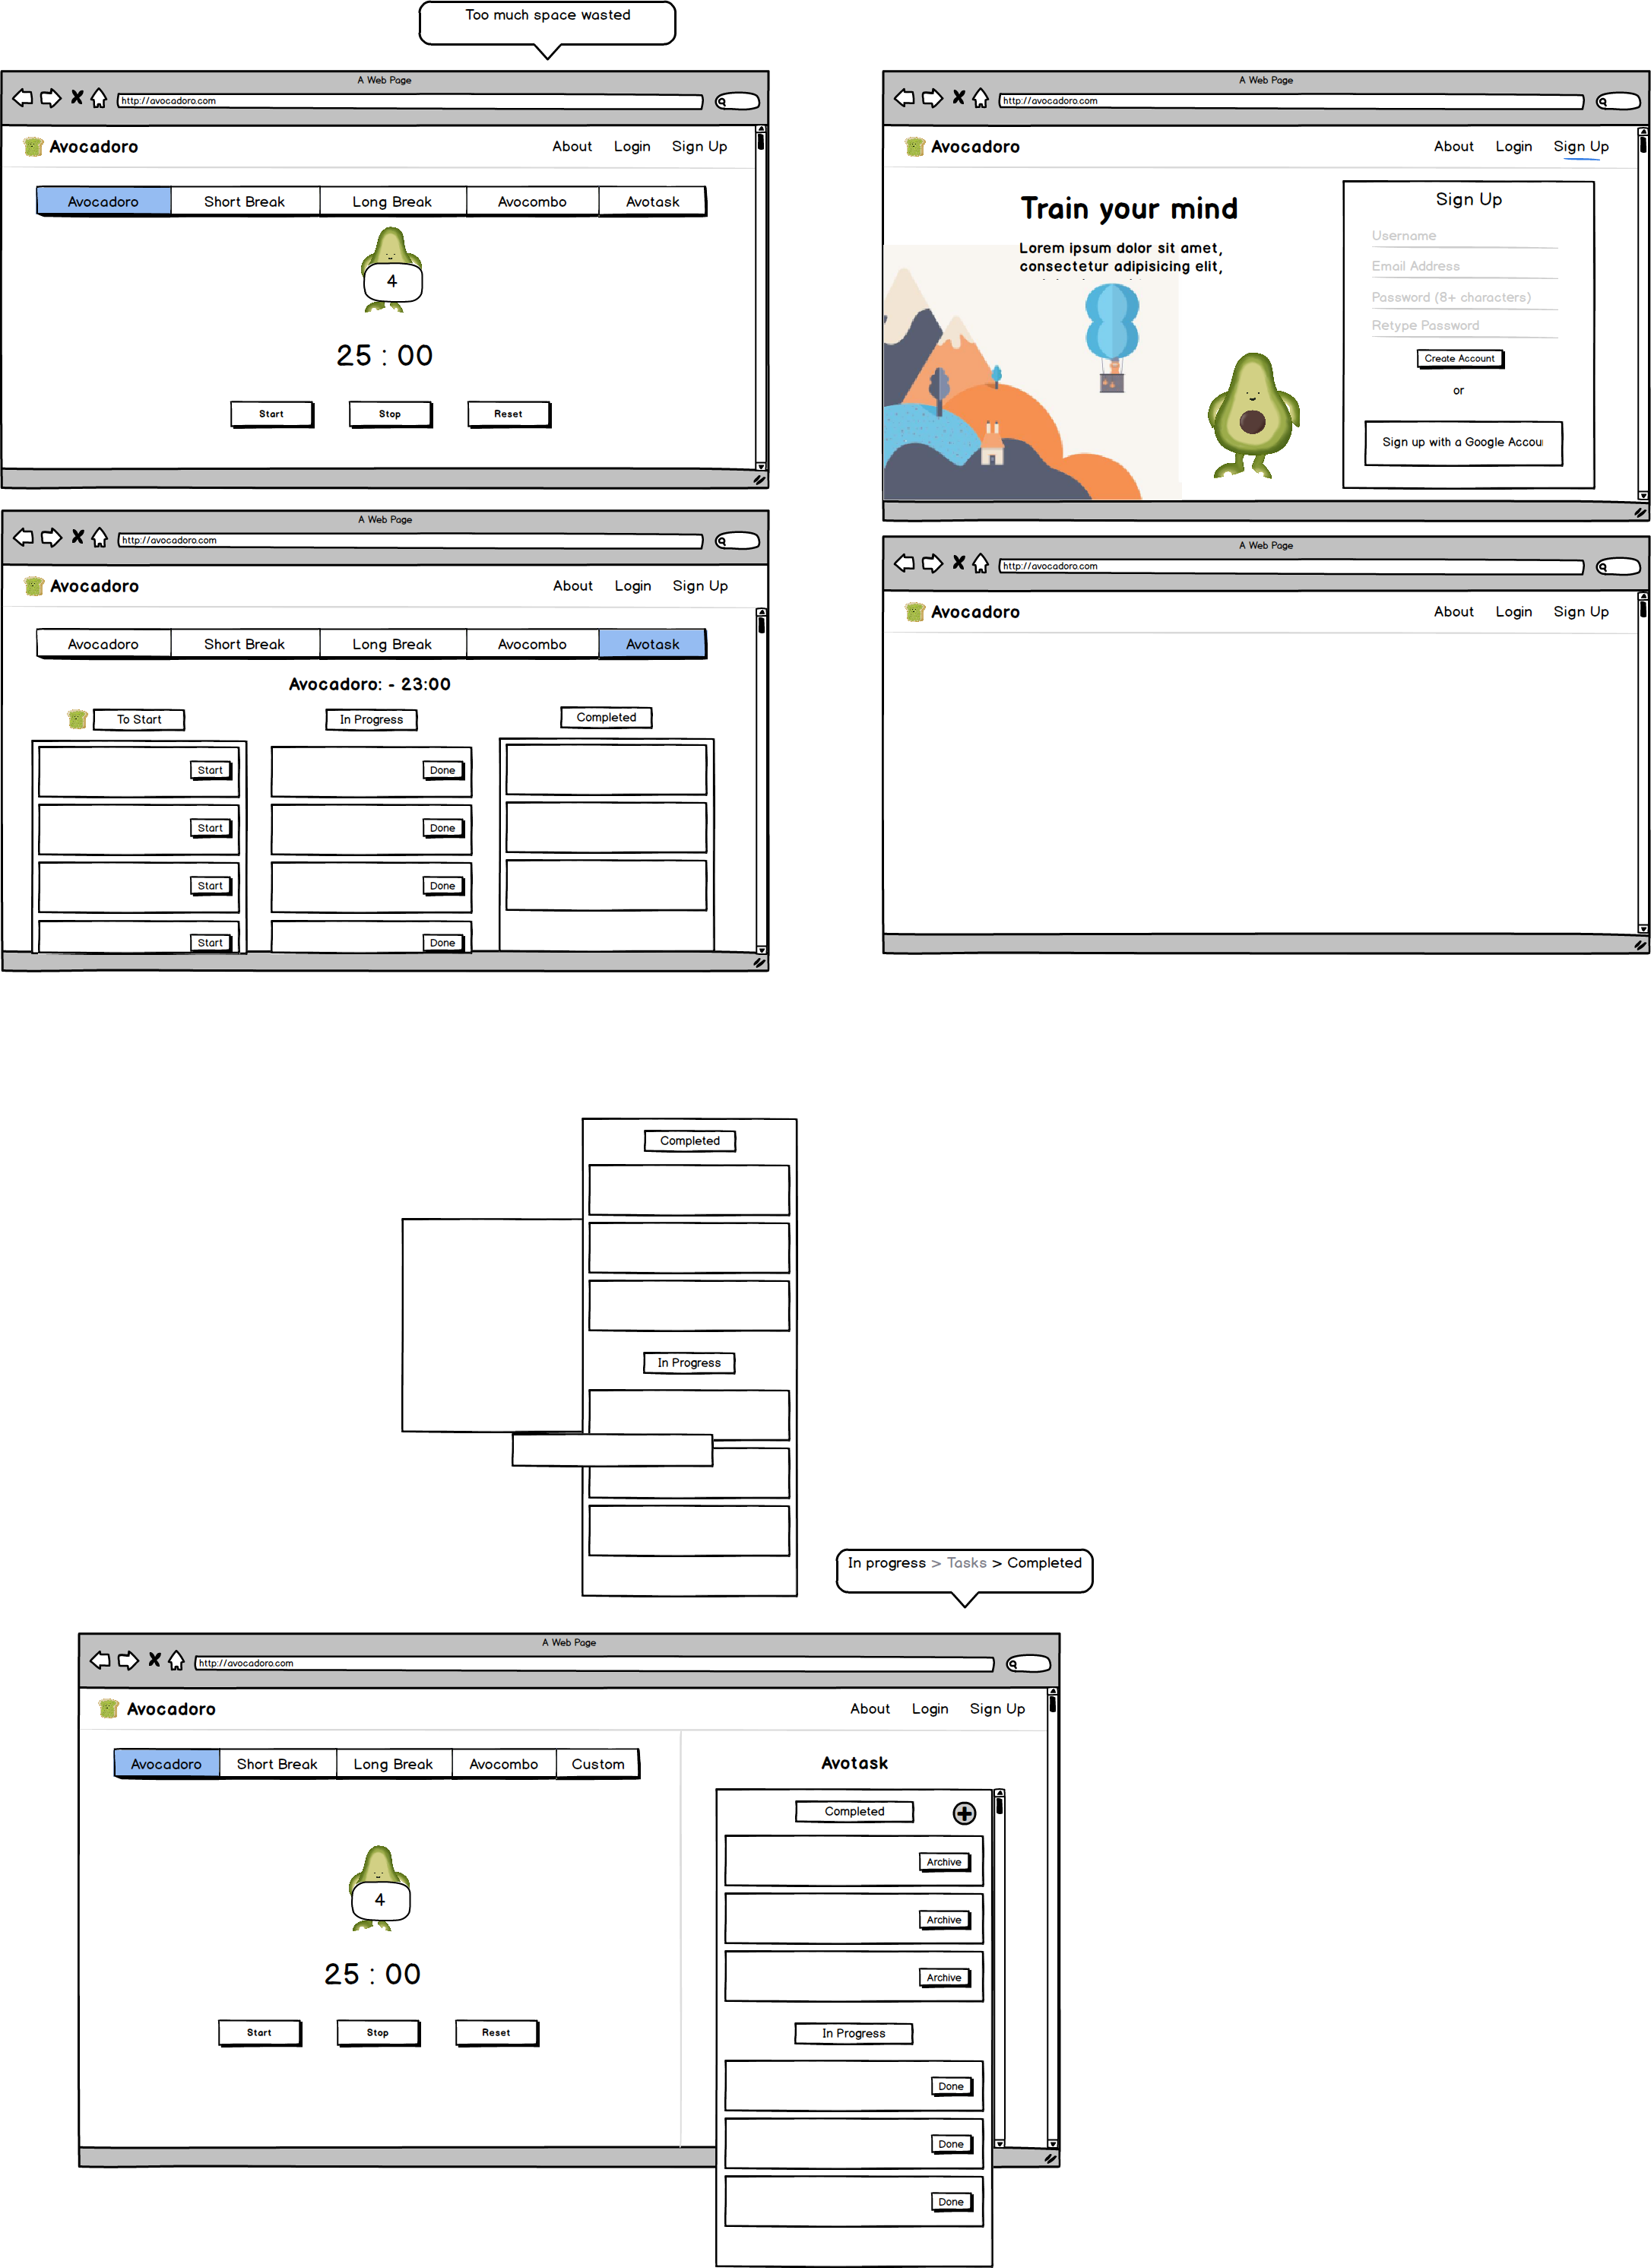 Too much space wasted
A Web Page
http://avocadoro.com
Avocadoro
About Login Sign Up
Avocadoro Short Break Long Break Avocombo Avotask
4
25 : 00
Start Stop Reset
A Web Page
http://avocadoro.com
Avocadoro
About Login Sign Up
Train your mind
Lorem ipsum dolor sit amet,
consectetur adipisicing elit,
Sign Up
Username
Email Address
Password (8+ characters)
Retype Password
Create Account
or
Sign up with a Google Accou
A Web Page
http://avocadoro.com
Avocadoro
About Login Sign Up
Avocadoro Short Break Long Break Avocombo Avotask
Avocadoro: - 23:00
To Start In Progress Completed
Start Done
Start Done
Start Done
Start Done
A Web Page
http://avocadoro.com
Avocadoro
About Login Sign Up
Completed
In Progress
In progress > Tasks > Completed
A Web Page
http://avocadoro.com
Avocadoro
About Login Sign Up
Avocadoro Short Break Long Break Avocombo Custom
4
25 : 00
Start Stop Reset
Avotask
Completed
Archive
Archive
Archive
In Progress
Done
Done
Done